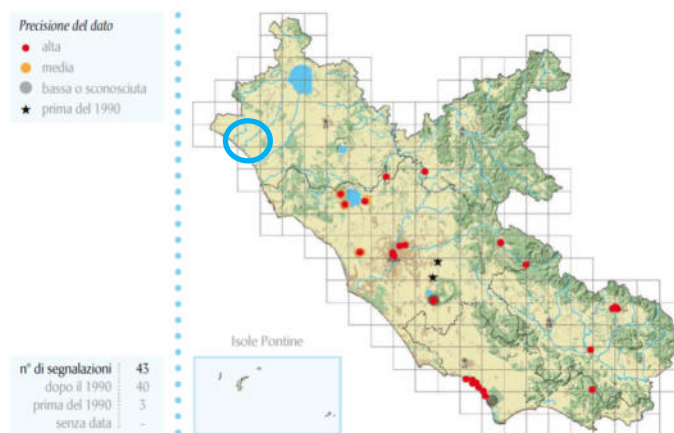 Precisione del dato
alta
media
bassa o sconosciuta
prima del 1990
Isole Pontine
n° di segnalazioni 43
dopo il 1990 40
prima del 1990 3
senza data -